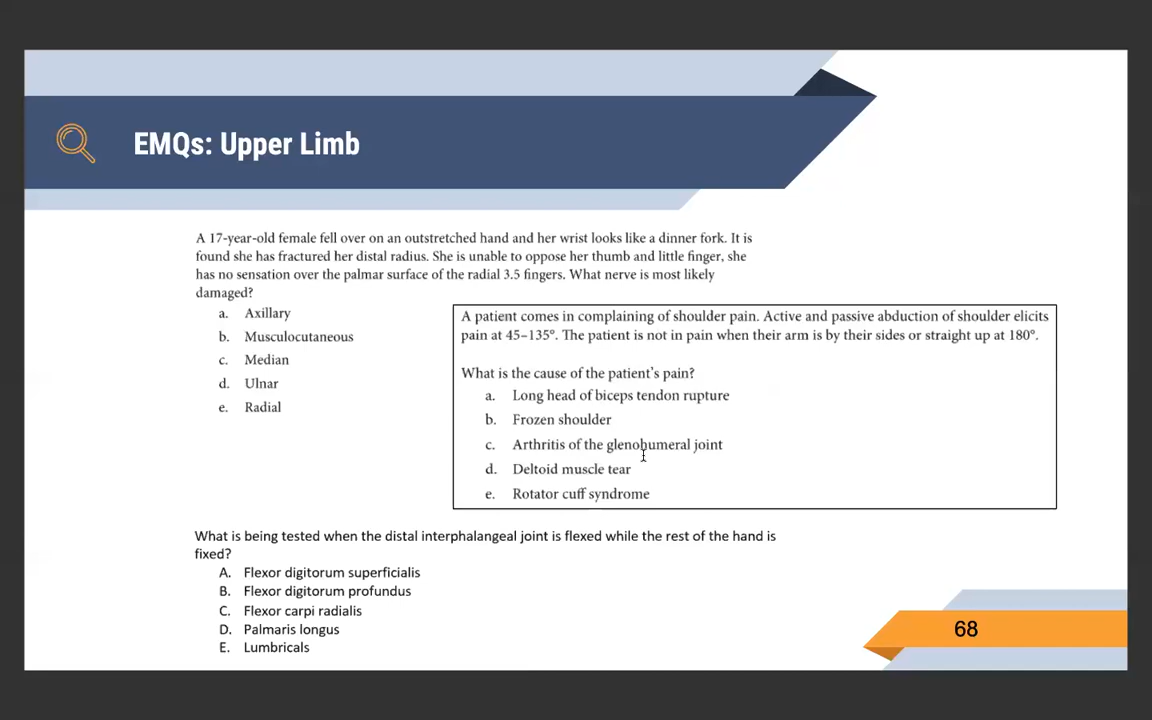 EMQs: Upper Limb
A 17-year-old female fell over on an outstretched hand and her wrist looks like a dinner fork. It is
found she has fractured her distal radius. She is unable to oppose her thumb and little finger, she
has no sensation over the palmar surface of the radial 3.5 fingers. What nerve is most likely
damaged?
a. Axillary
b. Musculocutaneous
c. Median
d. Ulnar
e. Radial
A patient comes in complaining of shoulder pain. Active and passive abduction of shoulder elicits
pain at 45–135°. The patient is not in pain when their arm is by their sides or straight up at 180°.
What is the cause of the patient's pain?
a. Long head of biceps tendon rupture
b. Frozen shoulder
c. Arthritis of the glenohumeral joint
d. Deltoid muscle tear
e. Rotator cuff syndrome
What is being tested when the distal interphalangeal joint is flexed while the rest of the hand is
fixed?
A. Flexor digitorum superficialis
B. Flexor digitorum profundus
C. Flexor carpi radialis
D. Palmaris longus
E. Lumbricals
68